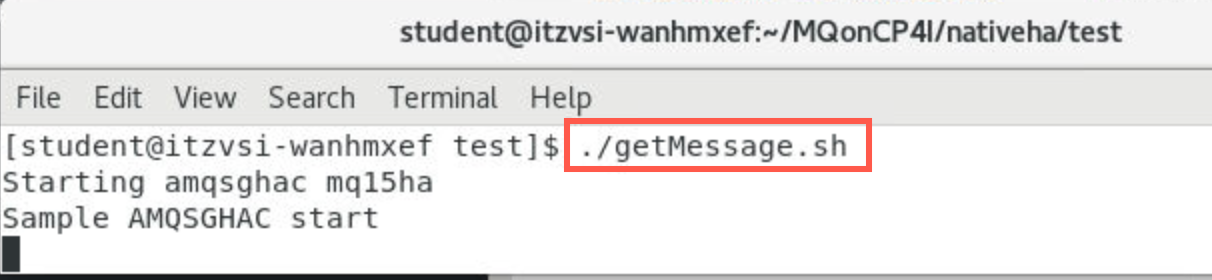 student@itzvsi-wanhmxef:~/MQonCP4I/nativeha/test
File Edit View Search Terminal Help
[student@itzvsi-wanhmxef test]$ ./getMessage.sh
Starting amqsghac mq15ha
Sample AMQSGHAC start